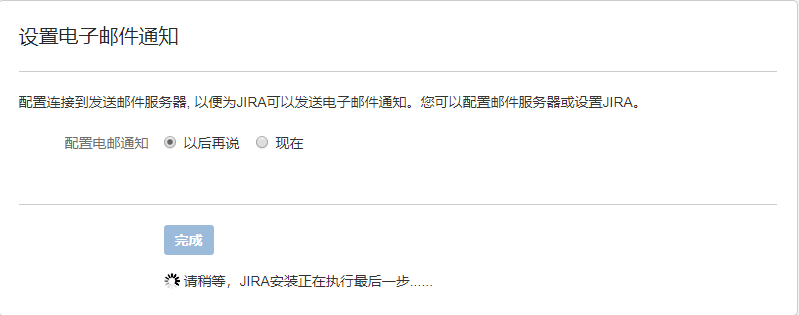 设置电子邮件通知
配置连接到发送邮件服务器, 以便为JIRA可以发送电子邮件通知。您可以配置邮件服务器或设置JIRA。
配置电邮通知 以后再说 现在
完成
请稍等，JIRA安装正在执行最后一步......